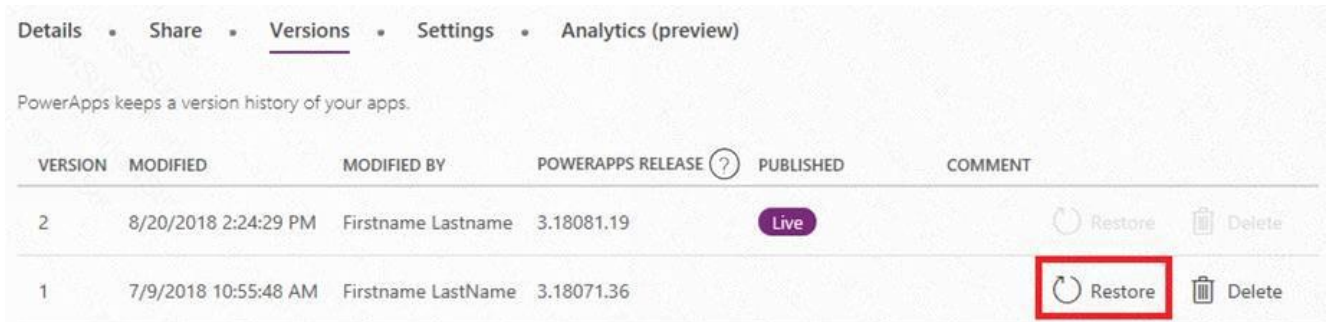 Details • Share • Versions • Settings • Analytics (preview)
PowerApps keeps a version history of your apps.
VERSION MODIFIED MODIFIED BY POWERAPPS RELEASE ? PUBLISHED COMMENT
2 8/20/2018 2:24:29 PM Firstname Lastname 3.18081.19 Live Restore Delete
1 7/9/2018 10:55:48 AM Firstname LastName 3.18071.36 Restore Delete